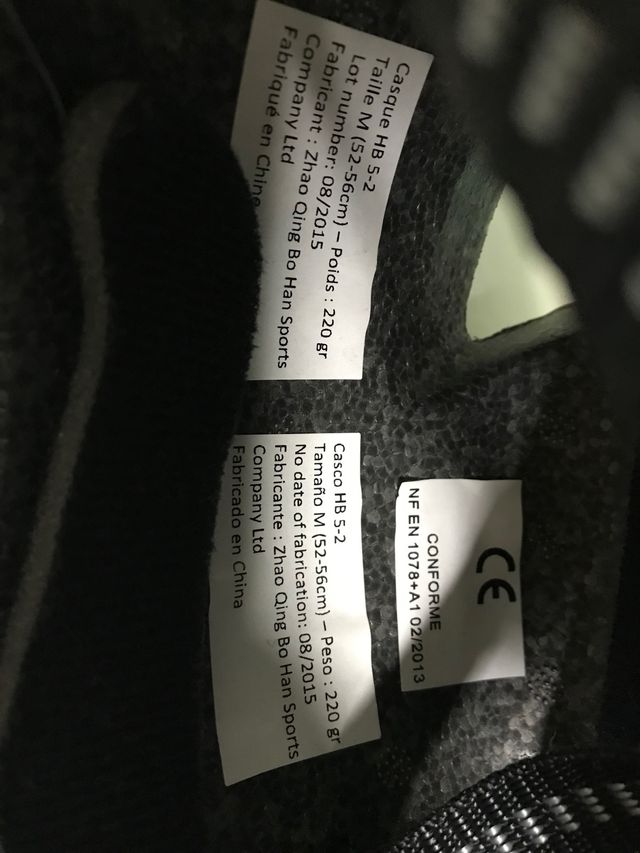 Casque HB 5-2
Taille M (52-56cm) – Poids : 220 gr
Lot number: 08/2015
Fabricant : Zhao Qing Bo Han Sports
Company Ltd
Fabriqué en Chine
Casco HB 5-2
Tamaño M (52-56cm) – Peso : 220 gr
No date of fabrication: 08/2015
Fabricante : Zhao Qing Bo Han Sports
Company Ltd
Fabricado en China
CE
CONFORME
NF EN 1078+A1 02/2013